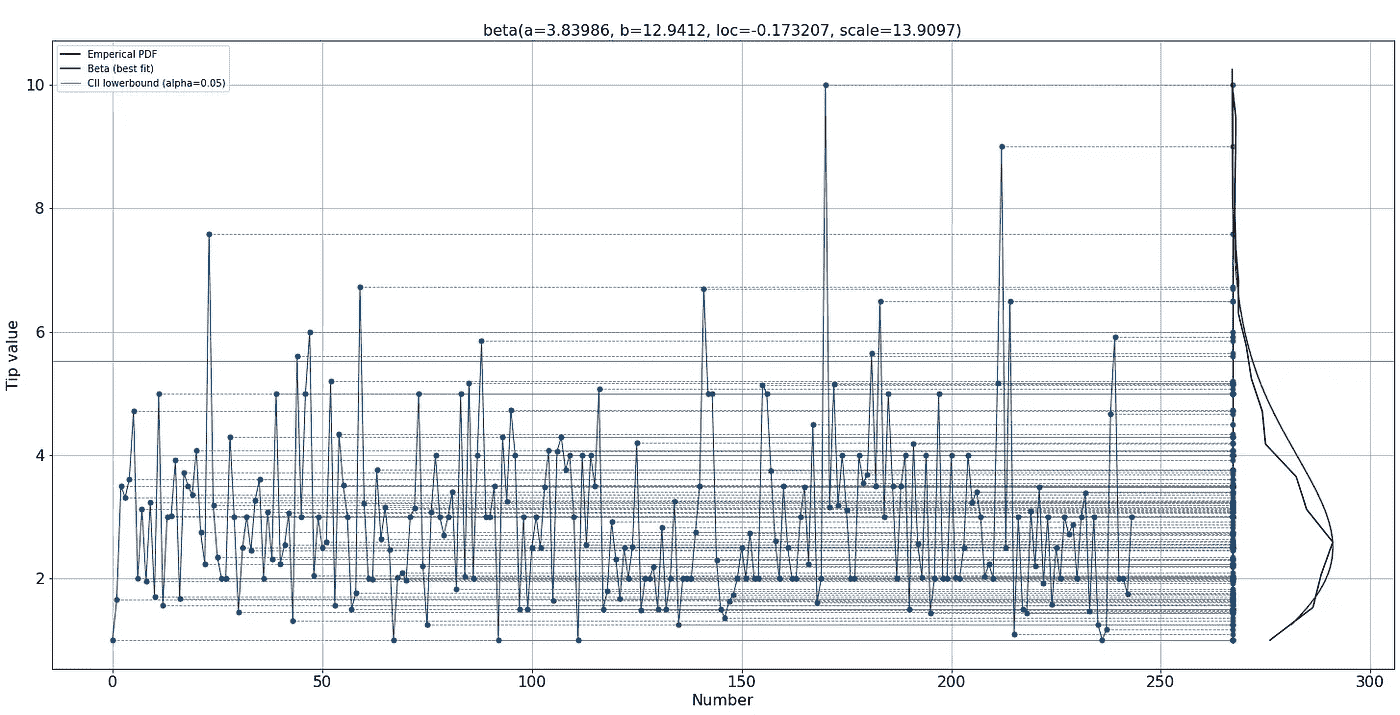 beta(a=3.83986, b=12.9412, loc=-0.173207, scale=13.9097)
Emperical PDF
Beta (best fit)
CII lowerbound (alpha=0.05)
10
8
6
4
2
Tip value
0 50 100 150 200 250 300
Number